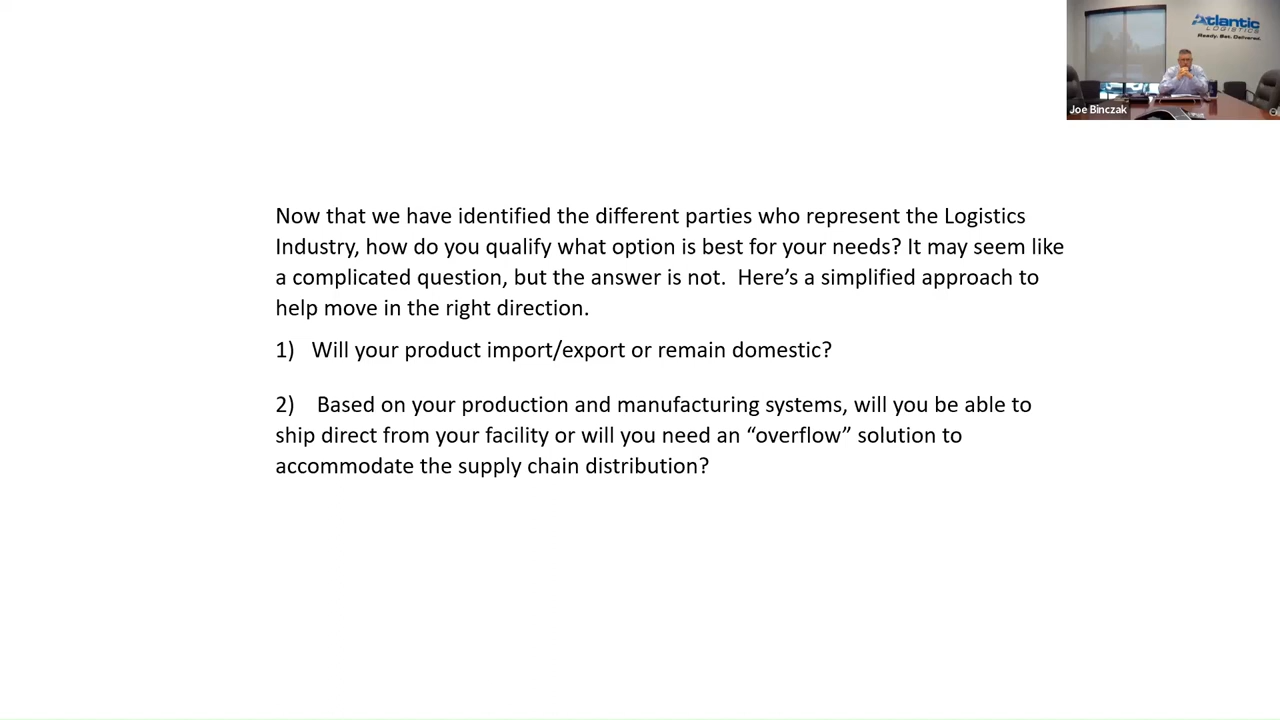 Atlantic
LOGISTICS
Ready. Set. Delivered.
Joe Binczak
Now that we have identified the different parties who represent the Logistics
Industry, how do you qualify what option is best for your needs? It may seem like
a complicated question, but the answer is not.  Here’s a simplified approach to
help move in the right direction.
1)   Will your product import/export or remain domestic?
2)    Based on your production and manufacturing systems, will you be able to
ship direct from your facility or will you need an “overflow” solution to
accommodate the supply chain distribution?